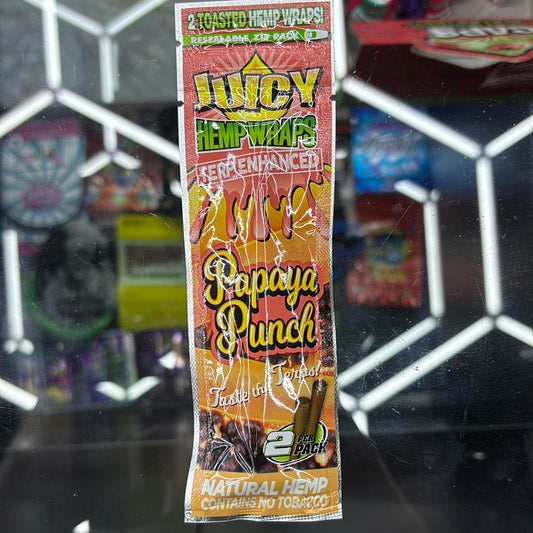 2 TOASTED HEMP WRAPS!
RESEALABLE ZIP PACK
JUICY
HEMP WRAPS
TERP ENHANCED
Papaya
Punch
Taste the Terps!
2 PER
PACK
NATURAL HEMP
CONTAINS NO TOBACCO